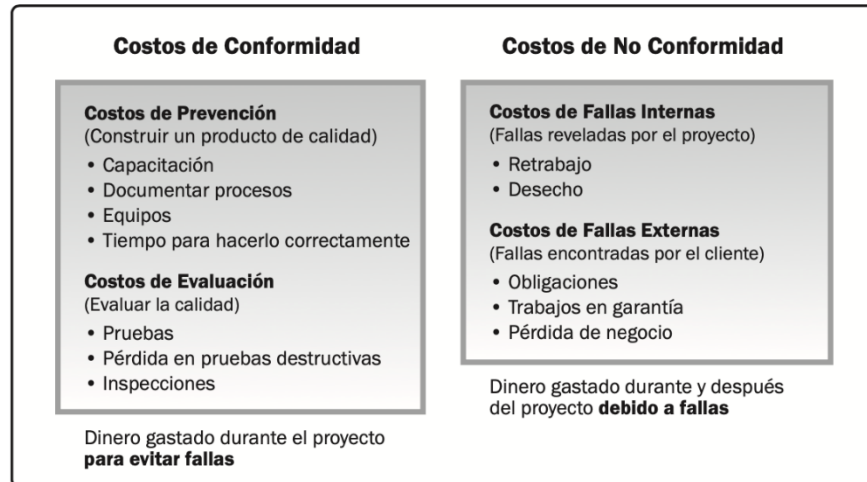 Costos de Conformidad
Costos de Prevención
(Construir un producto de calidad)
• Capacitación
• Documentar procesos
• Equipos
• Tiempo para hacerlo correctamente
Costos de Evaluación
(Evaluar la calidad)
• Pruebas
• Pérdida en pruebas destructivas
• Inspecciones
Dinero gastado durante el proyecto
para evitar fallas
Costos de No Conformidad
Costos de Fallas Internas
(Fallas reveladas por el proyecto)
• Retrabajo
• Desecho
Costos de Fallas Externas
(Fallas encontradas por el cliente)
• Obligaciones
• Trabajos en garantía
• Pérdida de negocio
Dinero gastado durante y después
del proyecto debido a fallas